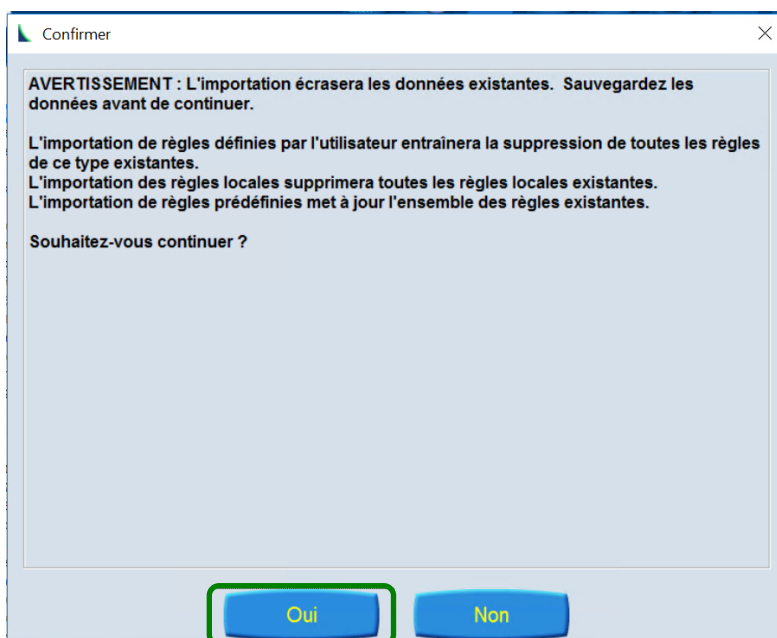 Confirmer
AVERTISSEMENT : L'importation écrasera les données existantes.  Sauvegardez les
données avant de continuer.
L'importation de règles définies par l'utilisateur entraînera la suppression de toutes les règles
de ce type existantes.
L'importation des règles locales supprimera toutes les règles locales existantes.
L'importation de règles prédéfinies met à jour l'ensemble des règles existantes.
Souhaitez-vous continuer ?
Oui
Non